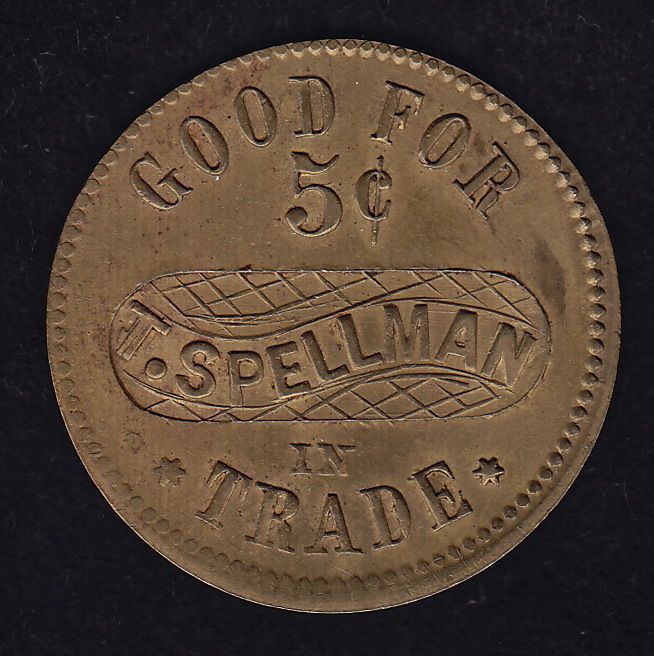 GOOD FOR
5¢
T. SPELLMAN
IN
TRADE